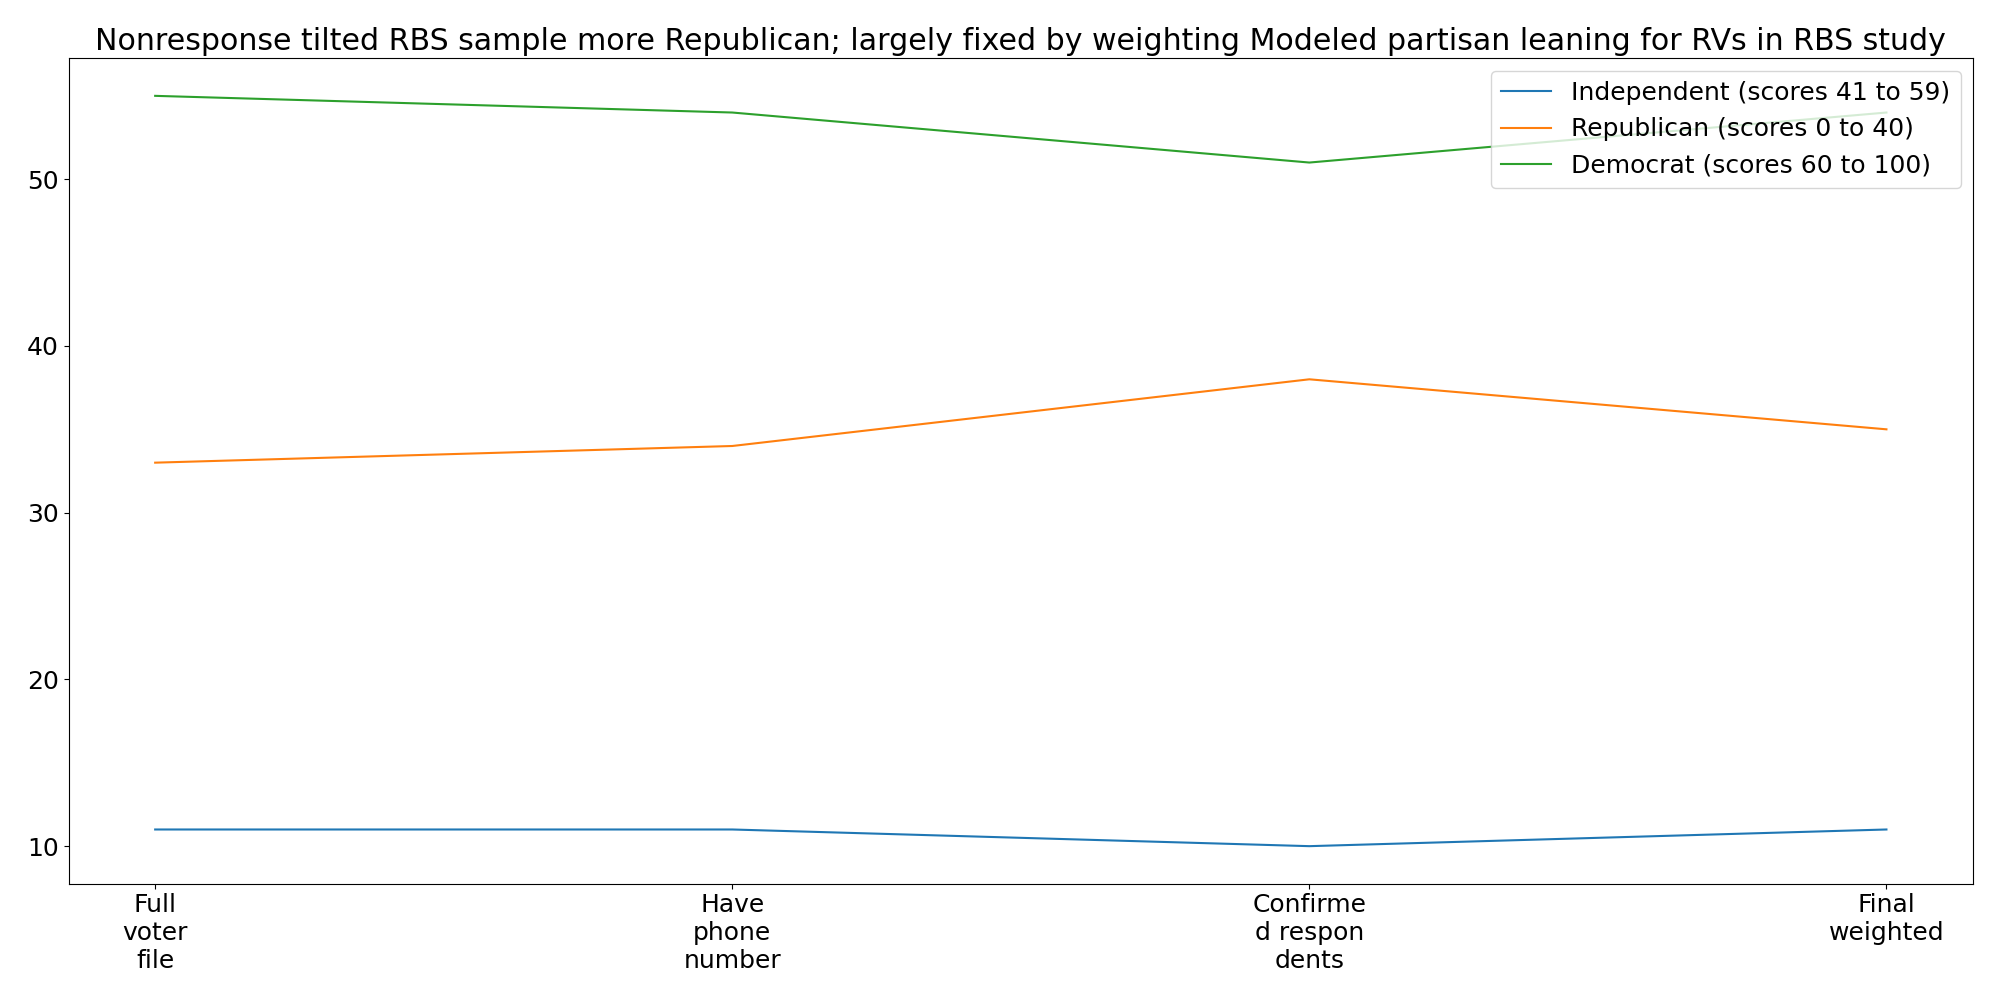 Nonresponse tilted RBS sample more Republican; largely fixed by weighting Modeled partisan leaning for RVs in RBS study
Independent (scores 41 to 59)
Republican (scores 0 to 40)
Democrat (scores 60 to 100)
50
40
30
20
10
Full
voter
file
Have
phone
number
Confirme
d respon
dents
Final
weighted